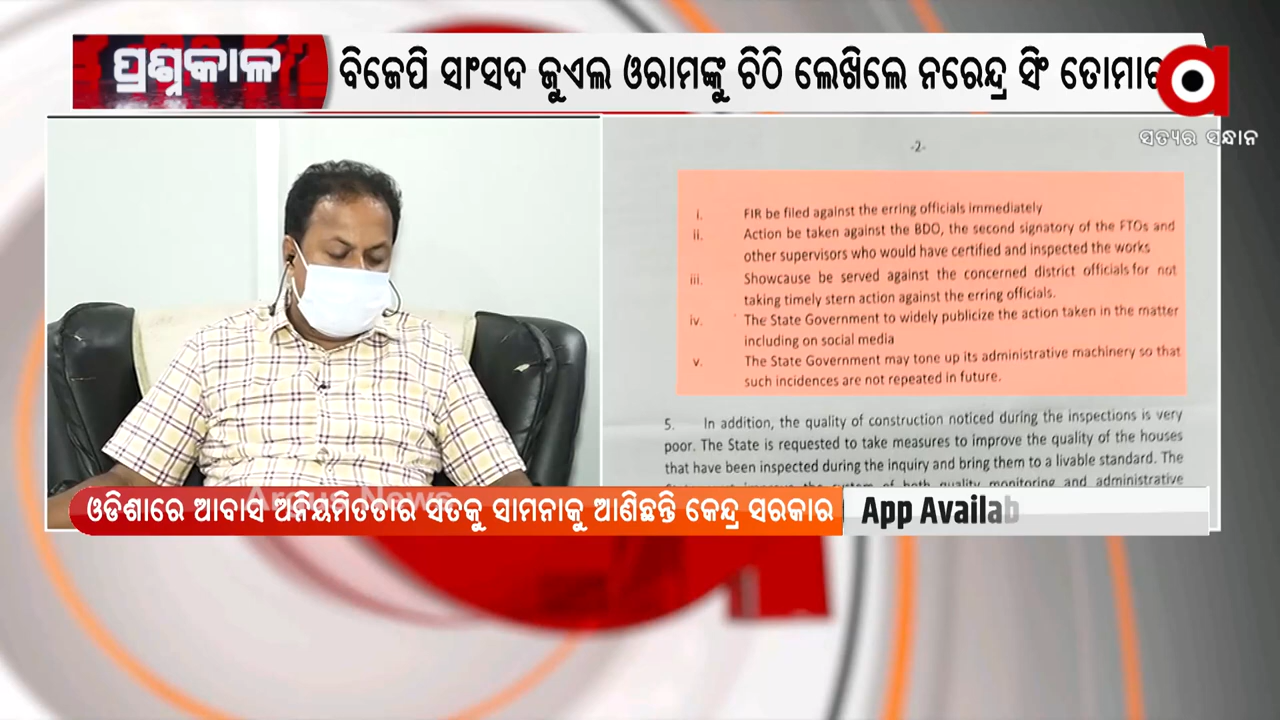 ପ୍ରଶ୍ନକାଳ
ବିଜେପି ସାଂସଦ ଜୁଏଲ ଓରାମଙ୍କୁ ଚିଠି ଲେଖିଲେ ନରେନ୍ଦ୍ର ସିଂ
ସତ୍ୟର ସନ୍ଧାନ
-2-
i. FIR be filed against the erring officials immediately
ii. Action be taken against the BDO, the second signatory of the FTOs and
other supervisors who would have certified and inspected the works
iii. Showcause be served against the concerned district officials for not
taking timely stern action against the erring officials.
iv. The State Government to widely publicize the action taken in the matter
including on social media
v. The State Government may tone up its administrative machinery so that
such incidences are not repeated in future.
5. In addition, the quality of construction noticed during the inspections is very
poor. The State is requested to take measures to improve the quality of the houses
that have been inspected during the inquiry and bring them to a livable standard. The
quality monitoring and administrative
Argus News
ଓଡିଶାରେ ଆବାସ ଅନିୟମିତତାର ସତକୁ ସାମନାକୁ ଆଣିଛନ୍ତି କେନ୍ଦ୍ର ସରକାର
App Availab